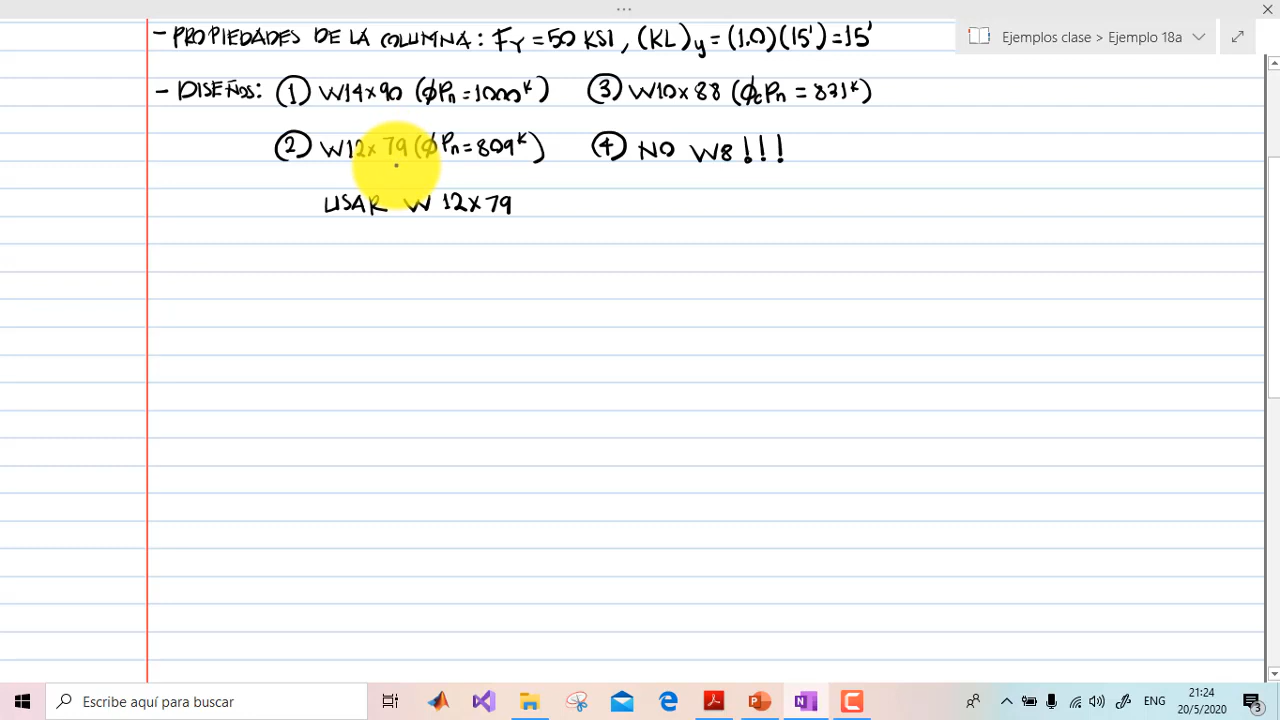 Ejemplos clase > Ejemplo 18a
- PROPIEDADES DE LA COLUMNA: Fy = 50 KSI, (KL)y = (1.0)(15') = 15'
- DISEÑOS: ① W14x90 (ϕPn = 1000ᴷ) ③ W10x88 (ϕcPn = 831ᴷ)
② W12x79 (ϕPn = 809ᴷ) ④ NO W8!!!
USAR W 12x79
Escribe aquí para buscar
ENG
21:24
20/5/2020
3